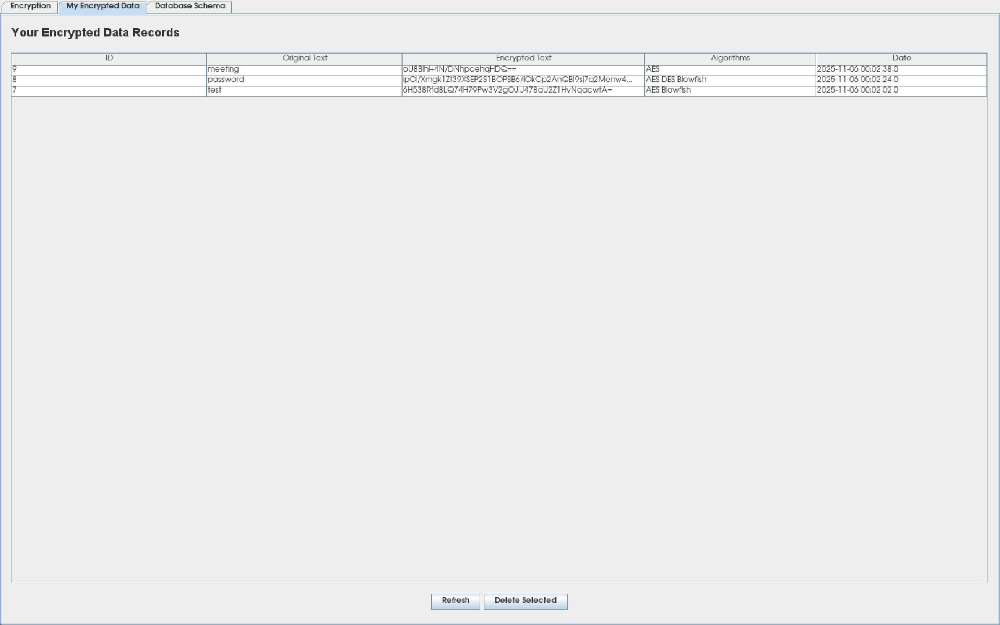 Encryption My Encrypted Data Database Schema
Your Encrypted Data Records
ID Original Text Encrypted Text Algorithms Date
9 meeting oU8Blhi+4N/DNhpcehqHDQ== AES 2025-11-06 00:02:38.0
8 password ipOl/Xmgk1Zt39XSEP2S1BOPSB6/iOkCp2AnQBl9sj7q2Menw4... AES DES Blowfish 2025-11-06 00:02:24.0
7 test 6H538Rfd8LQ74H79Pw3V2gOJlJ478aU2Z1HvNqacwtA= AES Blowfish 2025-11-06 00:02:02.0
Refresh Delete Selected